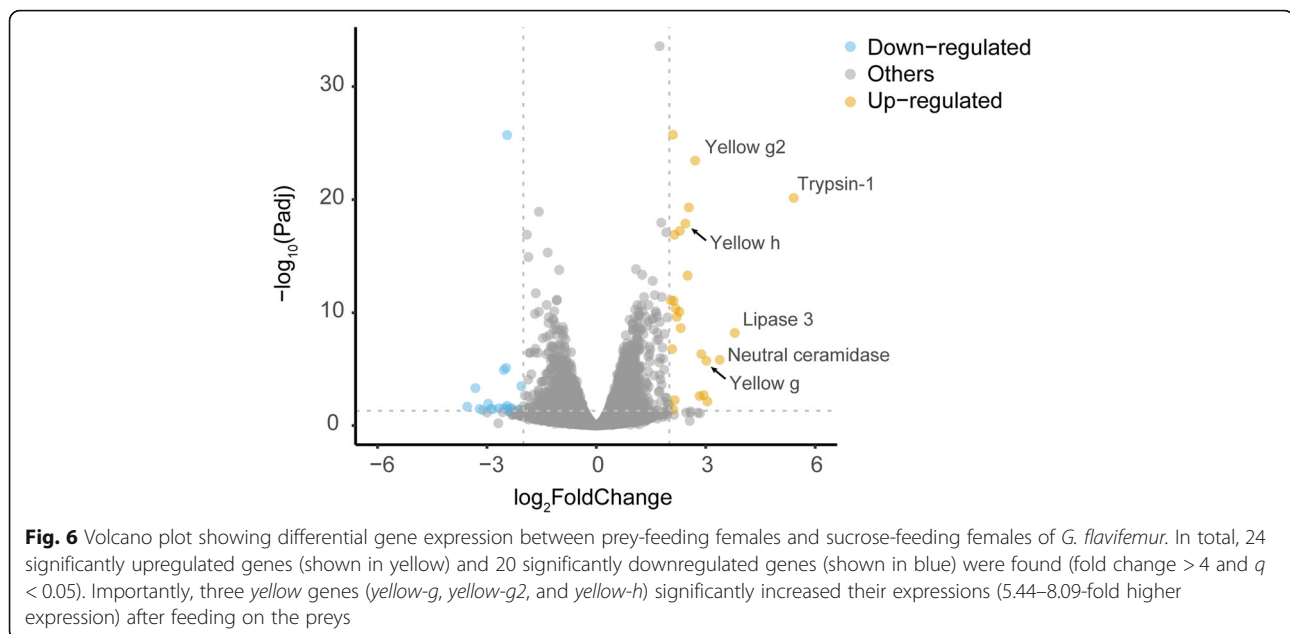 30
20
10
0
−log10(Padj)
−6
−3
0
3
6
log2FoldChange
Down−regulated
Others
Up−regulated
Yellow g2
Trypsin-1
Yellow h
Lipase 3
Neutral ceramidase
Yellow g
Fig. 6 Volcano plot showing differential gene expression between prey-feeding females and sucrose-feeding females of G. flavifemur. In total, 24
significantly upregulated genes (shown in yellow) and 20 significantly downregulated genes (shown in blue) were found (fold change > 4 and q
< 0.05). Importantly, three yellow genes (yellow-g, yellow-g2, and yellow-h) significantly increased their expressions (5.44–8.09-fold higher
expression) after feeding on the preys